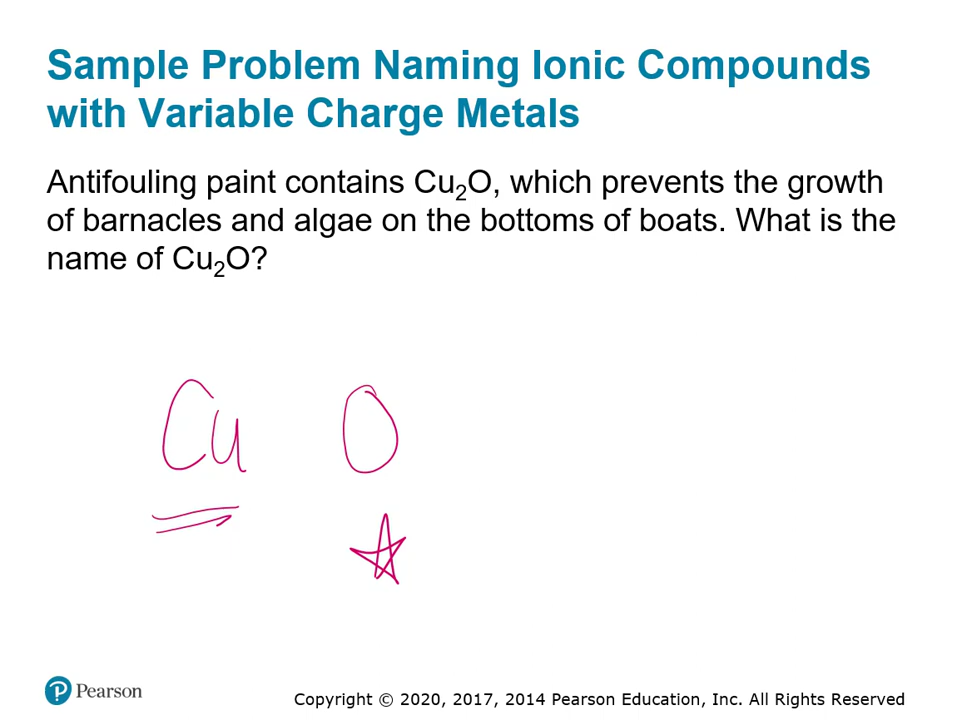 Sample Problem Naming Ionic Compounds
with Variable Charge Metals
Antifouling paint contains Cu₂O, which prevents the growth
of barnacles and algae on the bottoms of boats. What is the
name of Cu₂O?
Cu O
Pearson
Copyright © 2020, 2017, 2014 Pearson Education, Inc. All Rights Reserved